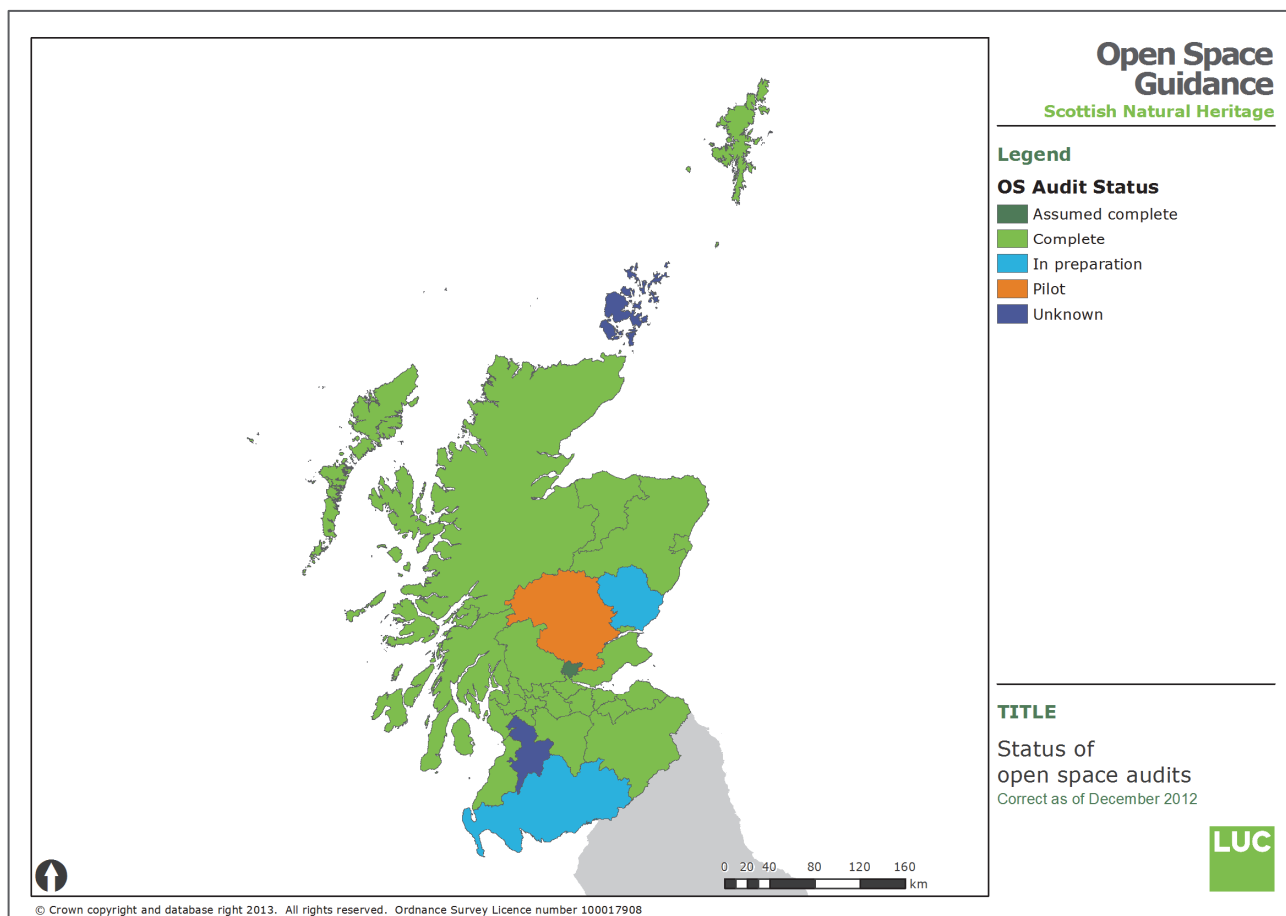 Open Space
Guidance
Scottish Natural Heritage
Legend
OS Audit Status
Assumed complete
Complete
In preparation
Pilot
Unknown
TITLE
Status of
open space audits
Correct as of December 2012
LUC
0 20 40 80 120 160
km
© Crown copyright and database right 2013. All rights reserved. Ordnance Survey Licence number 100017908